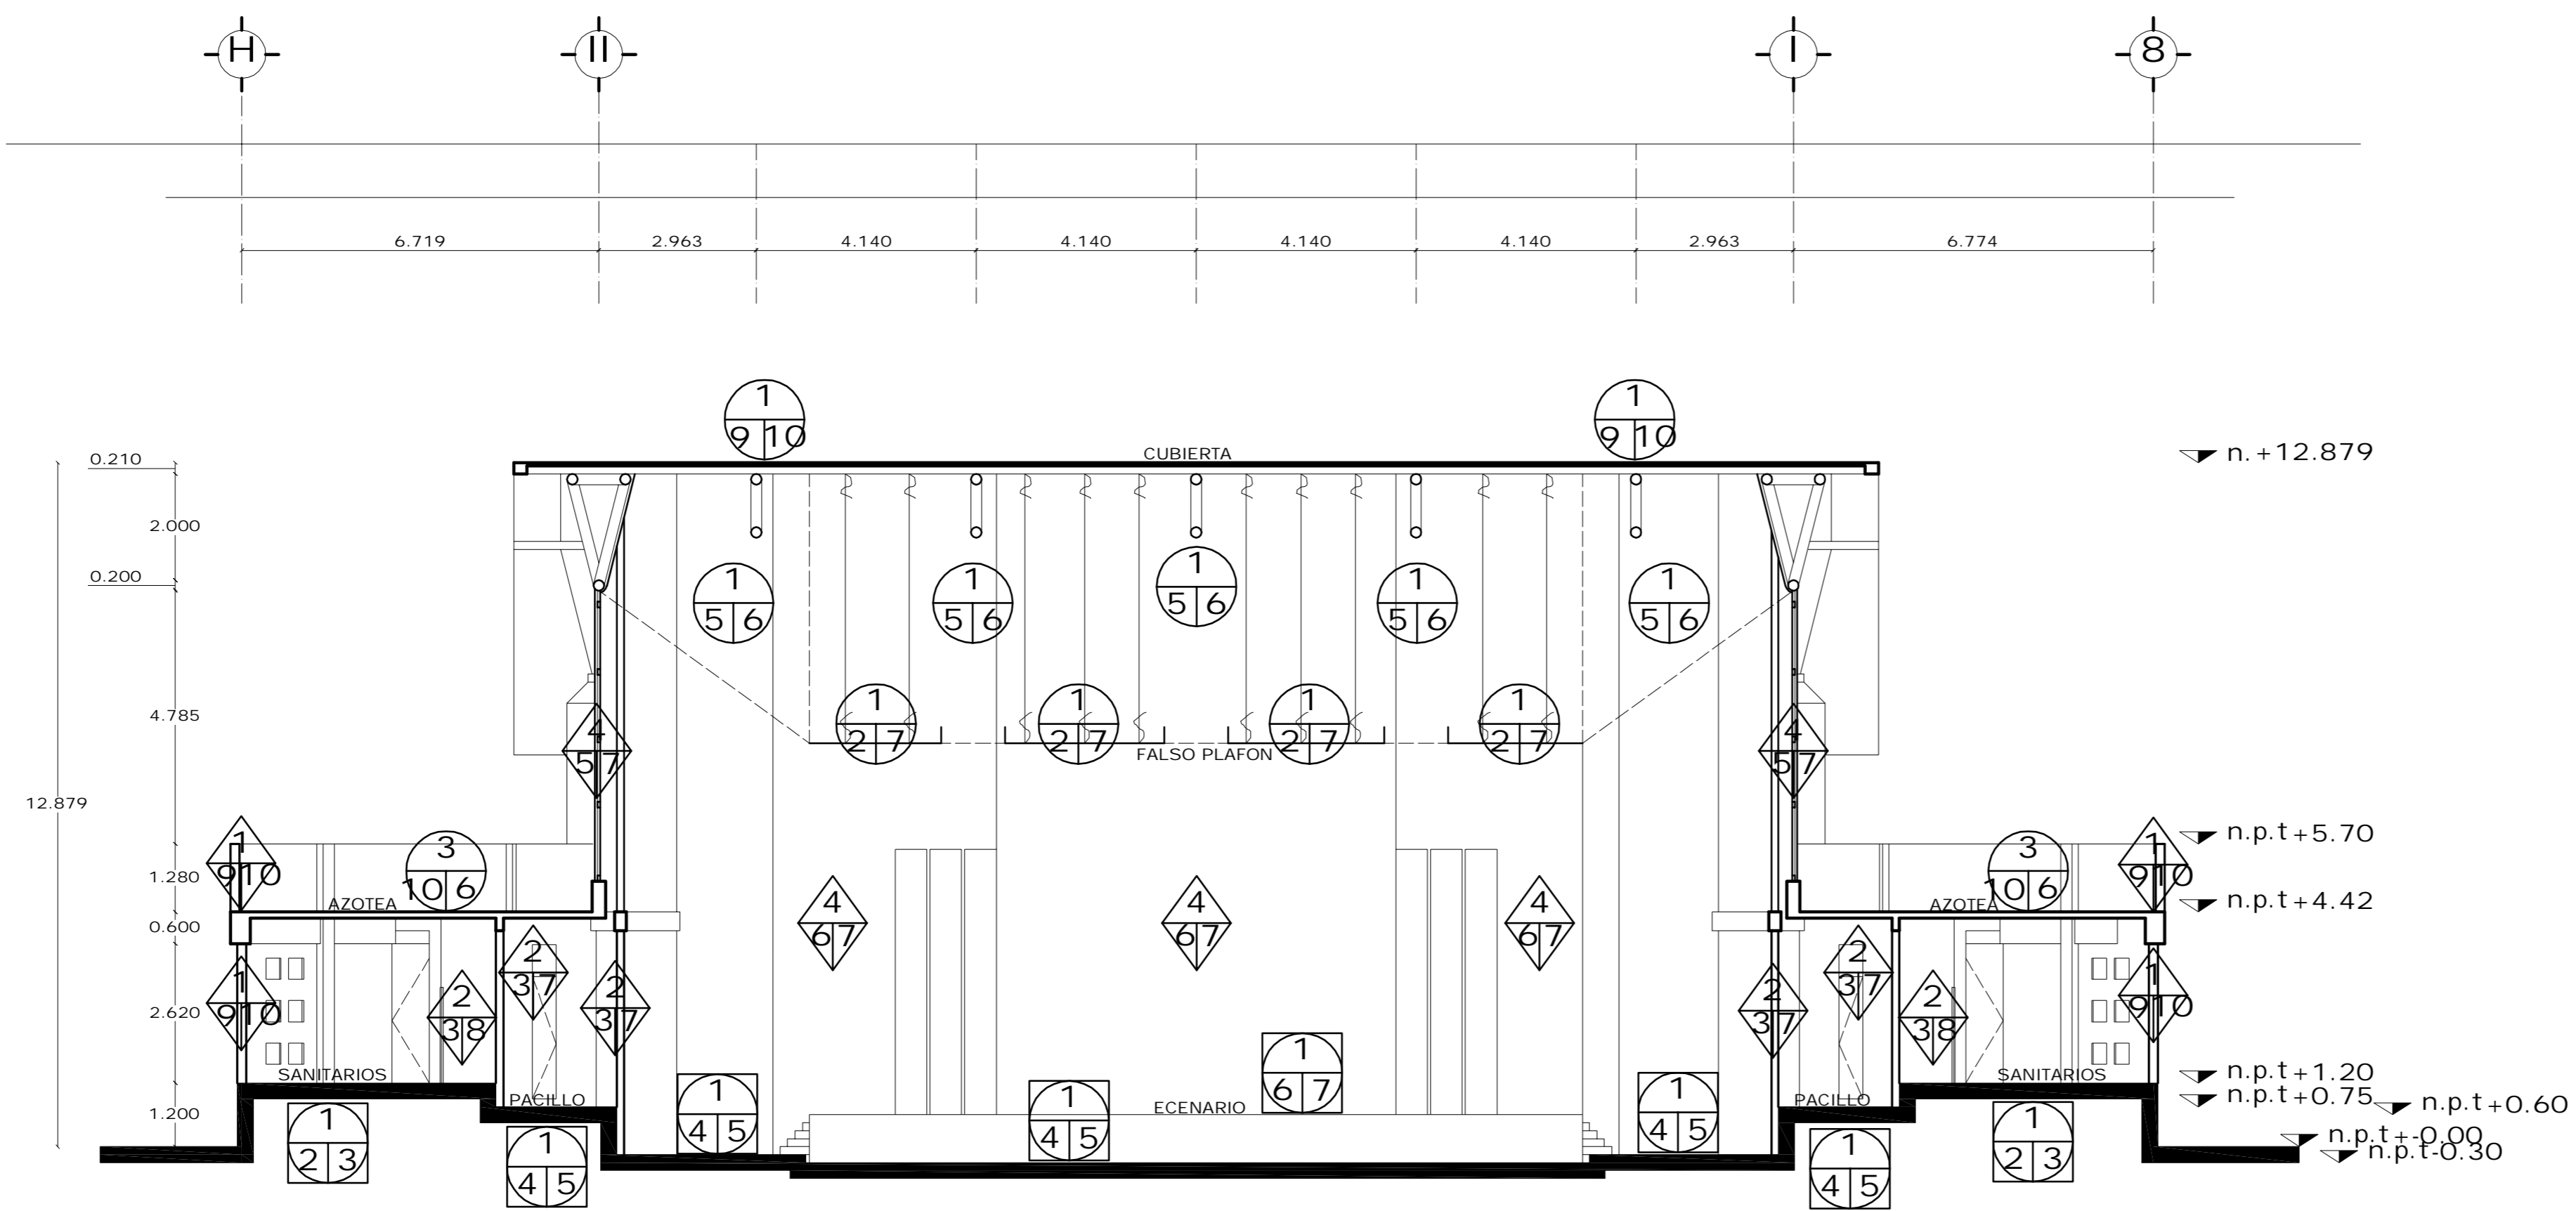 H II I 8
6.719 2.963 4.140 4.140 4.140 4.140 2.963 6.774
1 1
9 10 9 10
CUBIERTA
0.210
n.+12.879
2.000
0.200
1 1 1 1 1
5 6 5 6 5 6 5 6 5 6
1 1 1 1
2 7 2 7 2 7 2 7
FALSO PLAFON
4.785
4 4
5 7 5 7
12.879
n.p.t+5.70
1 3 3 1
9 10 10 6 10 6 9 10
1.280
AZOTEA AZOTEA
n.p.t+4.42
0.600
4 4 4
6 7 6 7 6 7
2 2
3 7 3 7
1 2 2 2 2 1
9 10 3 8 3 7 3 7 3 8 9 10
2.620
1
6 7
SANITARIOS SANITARIOS
n.p.t+1.20
PACILLO PACILLO
n.p.t+0.75
n.p.t+0.60
ECENARIO
1.200
1 1 1
4 5 4 5 4 5
n.p.t+-0.00
n.p.t-0.30
1 1 1 1
2 3 4 5 4 5 2 3